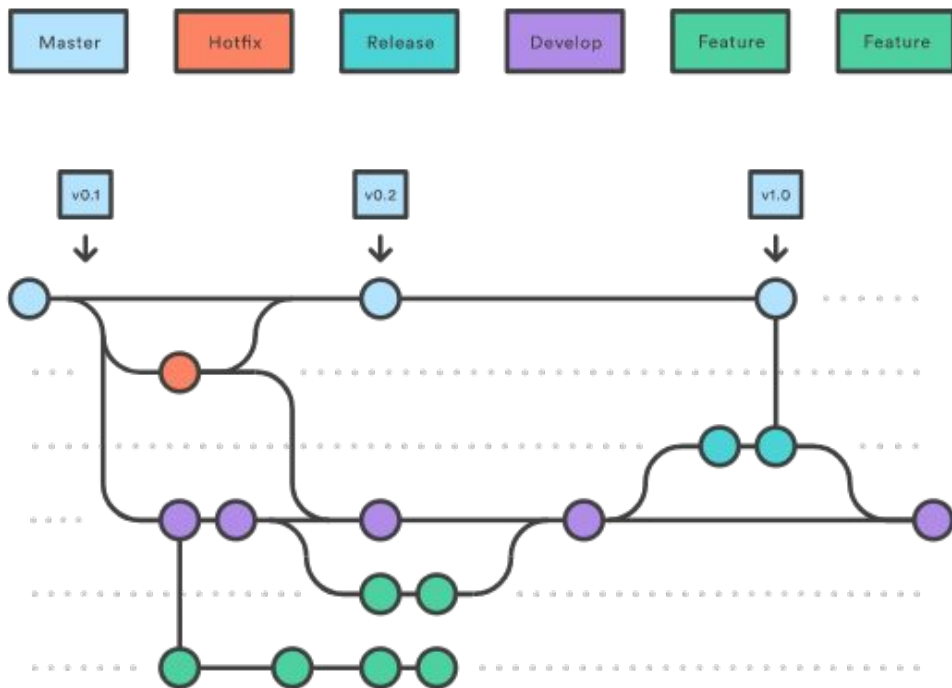 Master
Hotfix
Release
Develop
Feature
Feature
v0.1
v0.2
v1.0